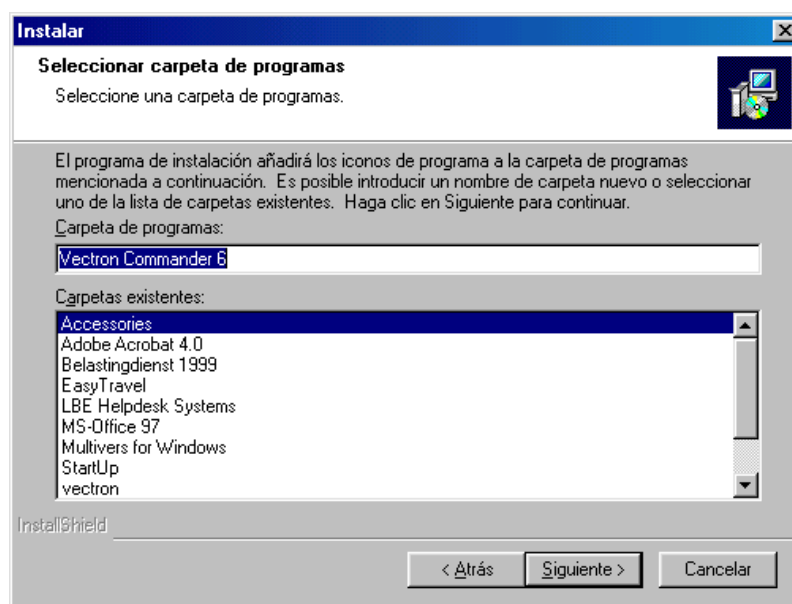 Instalar
Seleccionar carpeta de programas
Seleccione una carpeta de programas.
El programa de instalación añadirá los iconos de programa a la carpeta de programas
mencionada a continuación. Es posible introducir un nombre de carpeta nuevo o seleccionar
uno de la lista de carpetas existentes. Haga clic en Siguiente para continuar.
Carpeta de programas:
Vectron Commander 6
Carpetas existentes:
Accessories
Adobe Acrobat 4.0
Belastingdienst 1999
EasyTravel
LBE Helpdesk Systems
MS-Office 97
Multivers for Windows
StartUp
vectron
InstallShield
< Atrás Siguiente > Cancelar